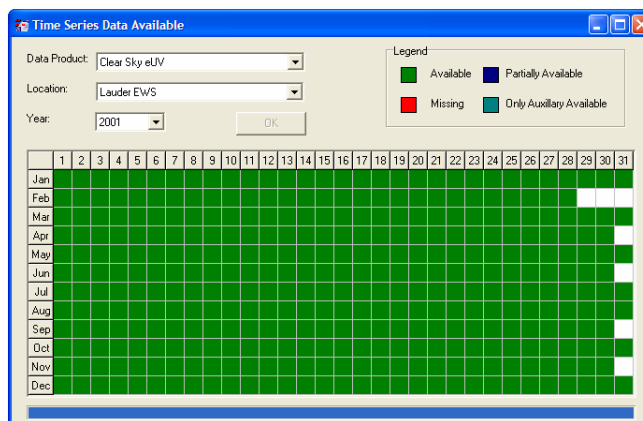 Time Series Data Available
Data Product: Clear Sky eUV
Location: Lauder EWS
Year: 2001 OK
Legend
Available Partially Available
Missing Only Auxillary Available
1 2 3 4 5 6 7 8 9 10 11 12 13 14 15 16 17 18 19 20 21 22 23 24 25 26 27 28 29 30 31
Jan
Feb
Mar
Apr
May
Jun
Jul
Aug
Sep
Oct
Nov
Dec